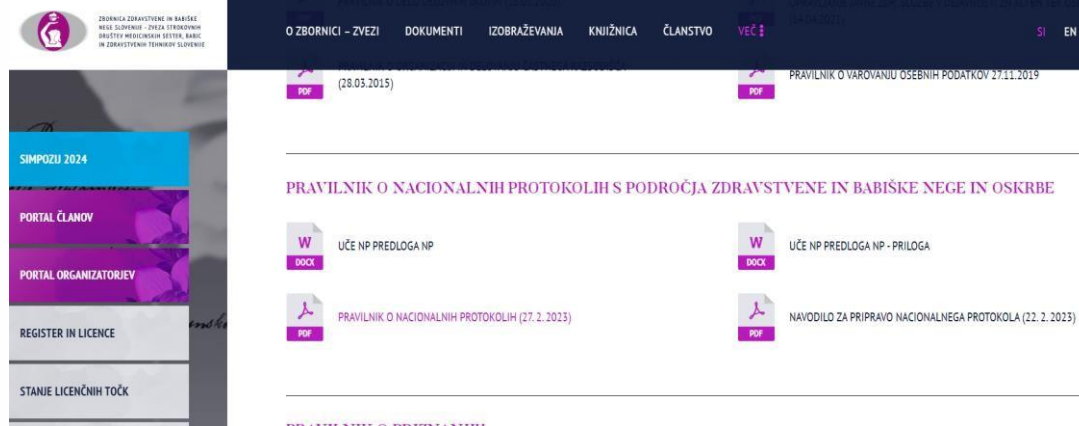 ZBORNICA ZDRAVSTVENE IN BABIŠKE
NEGE SLOVENIJE - ZVEZA STROKOVNIH
DRUŠTEV MEDICINSKIH SESTER, BABIC
IN ZDRAVSTVENIH TEHNIKOV SLOVENIJE
O ZBORNICI – ZVEZI DOKUMENTI IZOBRAŽEVANJA KNJIŽNICA ČLANSTVO VEČ SI EN
PDF
(28.03.2015)
PDF
PRAVILNIK O VAROVANJU OSEBNIH PODATKOV 27.11.2019
SIMPOZIJ 2024
PORTAL ČLANOV
PORTAL ORGANIZATORJEV
REGISTER IN LICENCE
STANJE LICENČNIH TOČK
PRAVILNIK O NACIONALNIH PROTOKOLIH S PODROČJA ZDRAVSTVENE IN BABIŠKE NEGE IN OSKRBE
W
DOCX
UČE NP PREDLOGA NP
W
DOCX
UČE NP PREDLOGA NP - PRILOGA
PDF
PRAVILNIK O NACIONALNIH PROTOKOLIH (27. 2. 2023)
PDF
NAVODILO ZA PRIPRAVO NACIONALNEGA PROTOKOLA (22. 2. 2023)
PRAVILNIK O PRIZNANJIH